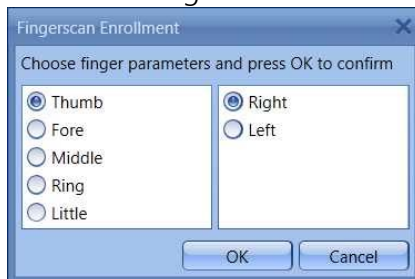 Fingerscan Enrollment
Choose finger parameters and press OK to confirm
Thumb
Fore
Middle
Ring
Little
Right
Left
OK
Cancel